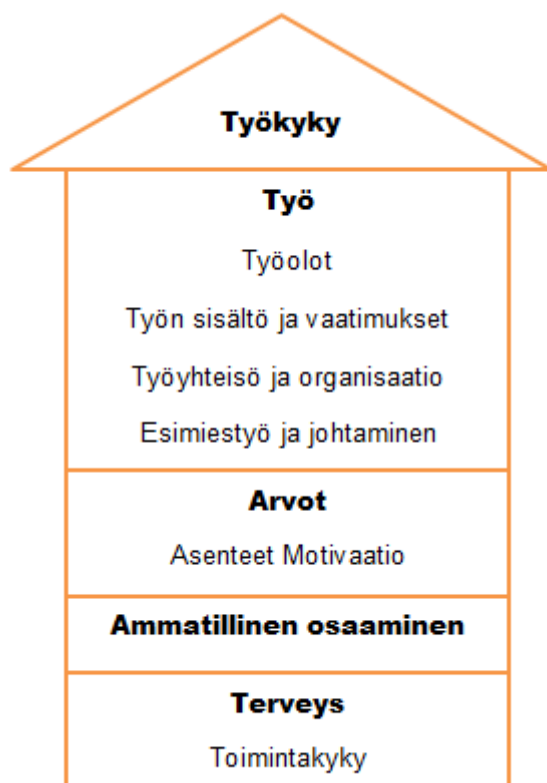 Työkyky
Työ
Työolot
Työn sisältö ja vaatimukset
Työyhteisö ja organisaatio
Esimiestyö ja johtaminen
Arvot
Asenteet Motivaatio
Ammatillinen osaaminen
Terveys
Toimintakyky